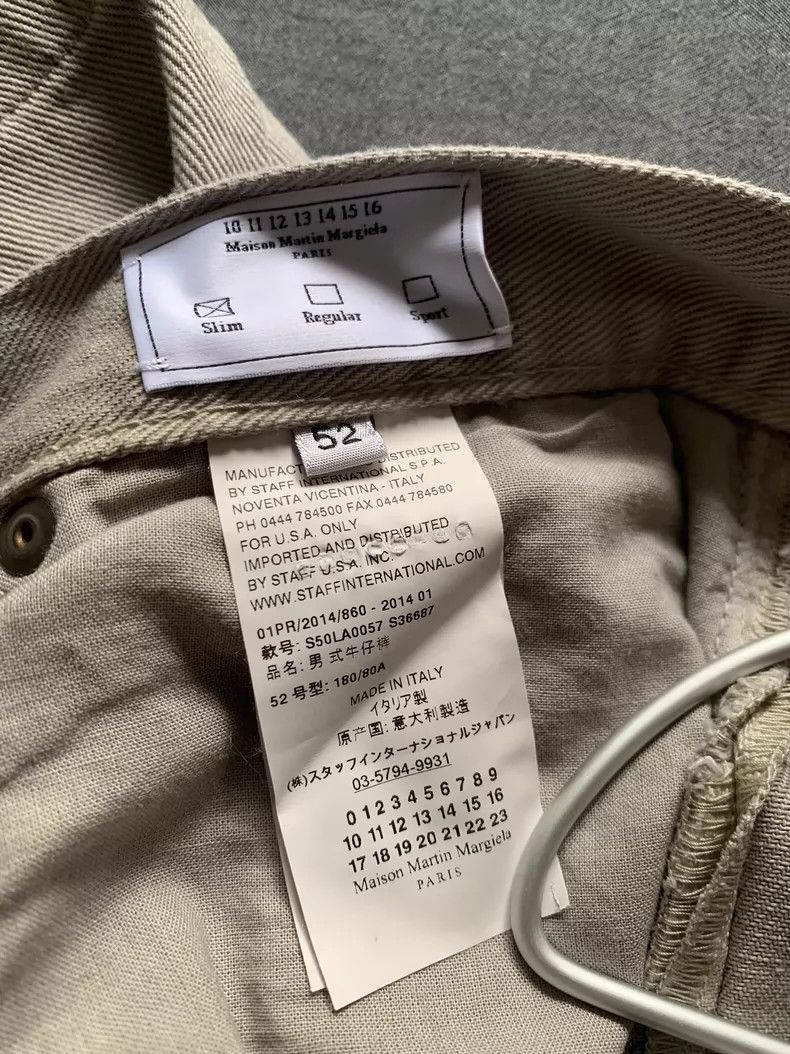 10 11 12 13 14 15 16
Maison Martin Margiela
PARIS
Slim Regular Sport
52
MANUFACT DISTRIBUTED
BY STAFF INTERNATIONAL S.P.A.
NOVENTA VICENTINA - ITALY
PH 0444 784500 FAX 0444 784580
FOR U.S.A. ONLY
IMPORTED AND DISTRIBUTED
BY STAFF U.S.A. INC.
WWW.STAFFINTERNATIONAL.COM
01PR/2014/860 - 2014 01
款号: S50LA0057 S36687
品名: 男 式牛仔裤
52 号型: 180/80A
MADE IN ITALY
イタリア製
原产国: 意大利製造
(株)スタッフインターナショナルジャパン
03-5794-9931
0 1 2 3 4 5 6 7 8 9
10 11 12 13 14 15 16
17 18 19 20 21 22 23
Maison Martin Margiela
PARIS